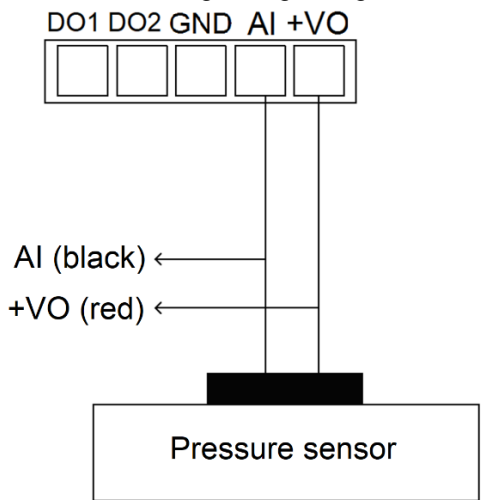 DO1 DO2 GND AI +VO
AI (black)
+VO (red)
Pressure sensor